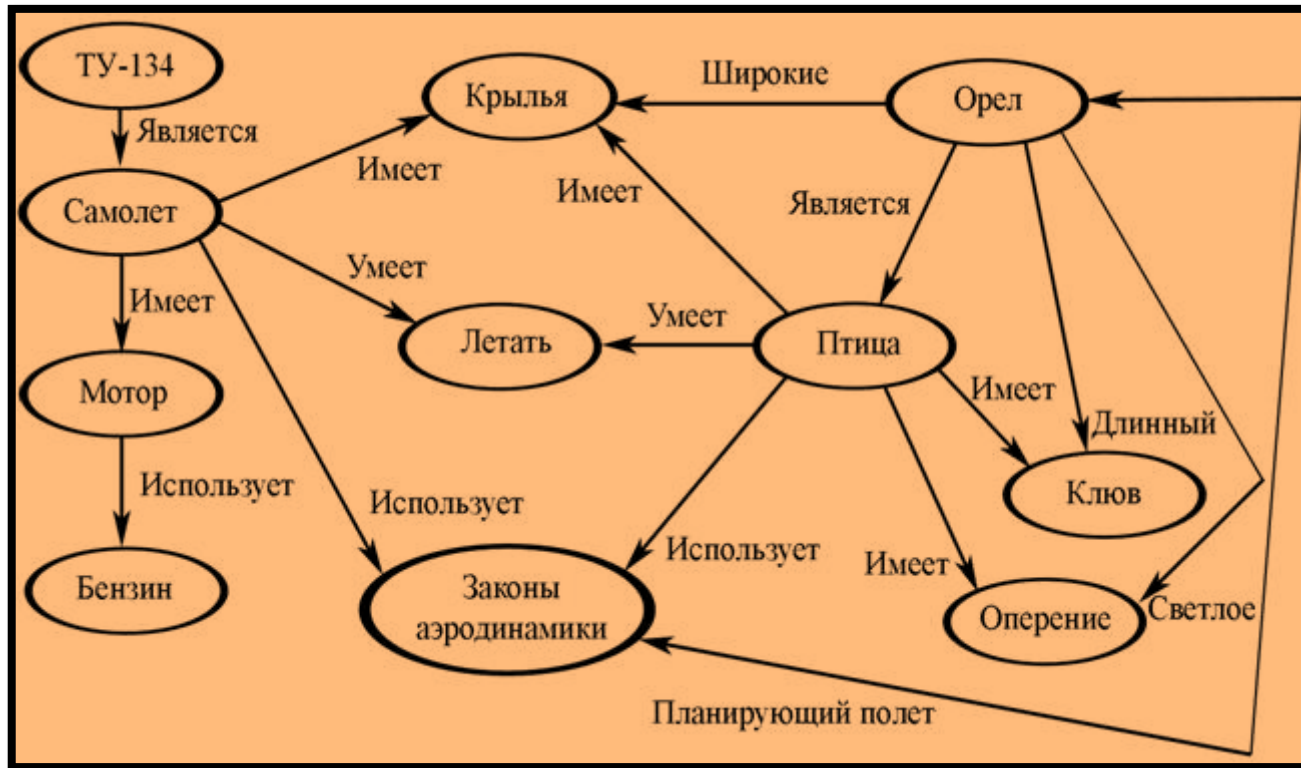 ТУ-134
Является
Самолет
Имеет
Мотор
Использует
Бензин
Крылья
Имеет
Умеет
Летать
Использует
Законы
аэродинамики
Широкие
Орел
Имеет
Является
Умеет
Птица
Имеет
Длинный
Клюв
Использует
Имеет
Оперение
Светлое
Планирующий полет